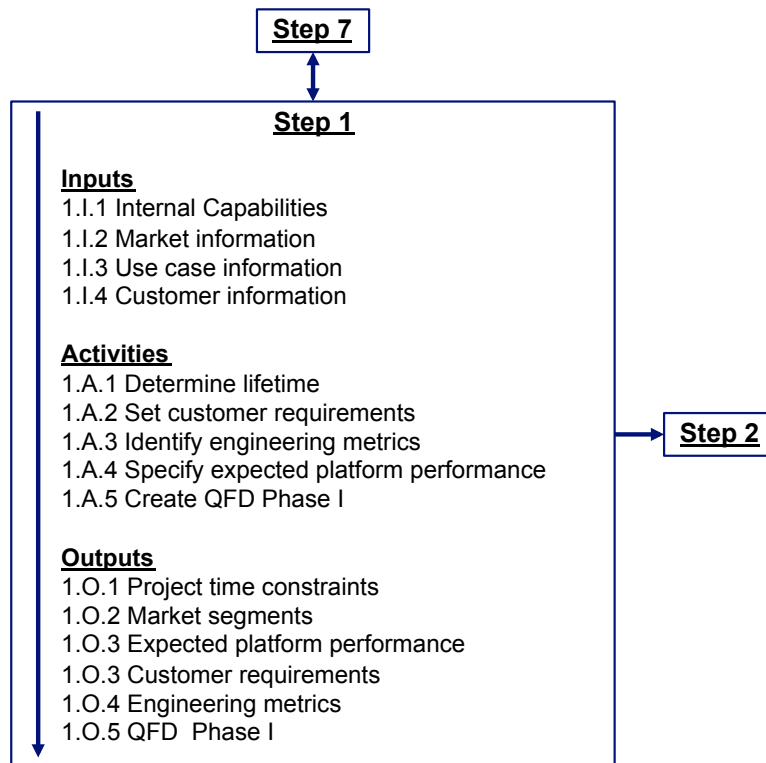 Step 7
Step 1
Inputs
1.I.1 Internal Capabilities
1.I.2 Market information
1.I.3 Use case information
1.I.4 Customer information
Activities
1.A.1 Determine lifetime
1.A.2 Set customer requirements
1.A.3 Identify engineering metrics
1.A.4 Specify expected platform performance
1.A.5 Create QFD Phase I
Step 2
Outputs
1.O.1 Project time constraints
1.O.2 Market segments
1.O.3 Expected platform performance
1.O.3 Customer requirements
1.O.4 Engineering metrics
1.O.5 QFD  Phase I